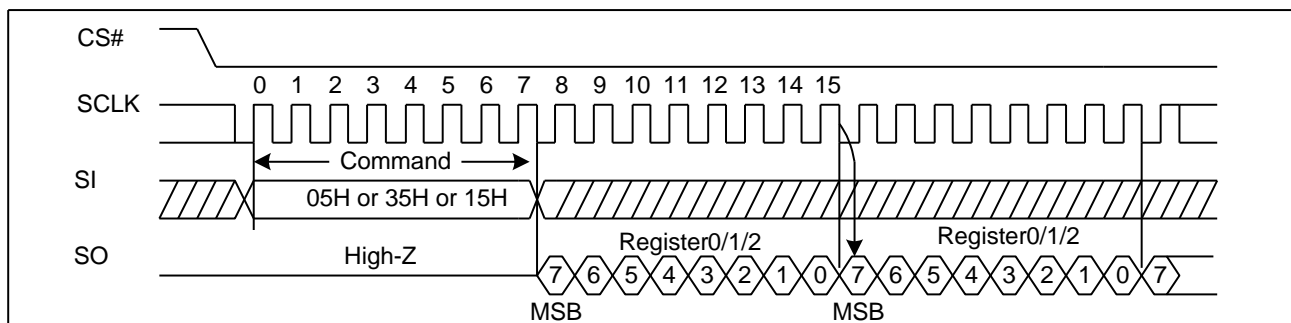 CS#
0 1 2 3 4 5 6 7 8 9 10 11 12 13 14 15
SCLK
Command
SI
05H or 35H or 15H
Register0/1/2 Register0/1/2
SO High-Z
7 6 5 4 3 2 1 0 7 6 5 4 3 2 1 0 7
MSB MSB